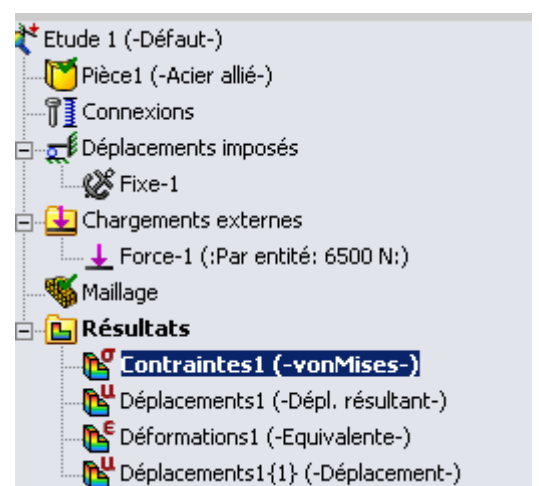 Etude 1 (-Défaut-)
Pièce1 (-Acier allié-)
Connexions
Déplacements imposés
Fixe-1
Chargements externes
Force-1 (:Par entité: 6500 N:)
Maillage
Résultats
Contraintes1 (-vonMises-)
Déplacements1 (-Dépl. résultant-)
Déformations1 (-Equivalente-)
Déplacements1{1} (-Déplacement-)